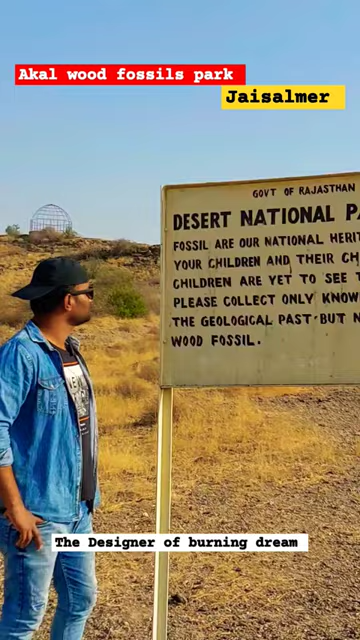 Akal wood fossils park
Jaisalmer
GOVT OF RAJASTHAN
DESERT NATIONAL
FOSSIL ARE OUR NATIONAL
YOUR CHILDREN AND THEIR
CHILDREN ARE YET TO SEE
PLEASE COLLECT ONLY
THE GEOLOGICAL PAST BUT
WOOD FOSSIL.
The Designer of burning dream